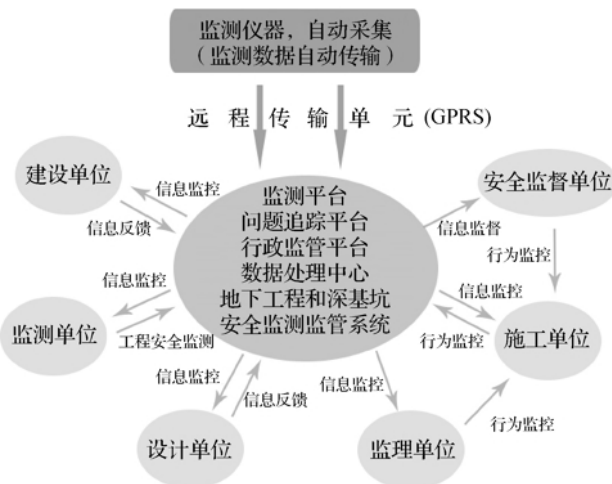 监测仪器，自动采集
（监测数据自动传输）
远程传输单元(GPRS)
建设单位
信息监控
信息反馈
监测平台
问题追踪平台
行政监管平台
数据处理中心
地下工程和深基坑
安全监测监管系统
安全监督单位
信息监督
行为监控
信息监控
监测单位
工程安全监测
信息监控
行为监控
施工单位
信息监控
信息反馈
设计单位
信息监控
监理单位
行为监控